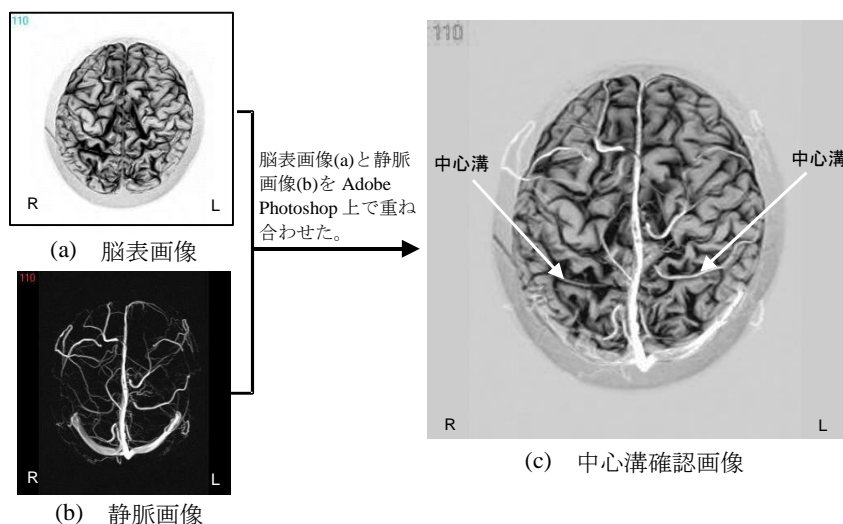 110
R
L
(a) 脳表画像
110
R
L
(b) 静脈画像
脳表画像(a)と静脈
画像(b)を Adobe
Photoshop 上で重ね
合わせた。
110
中心溝
中心溝
R
L
(c) 中心溝確認画像